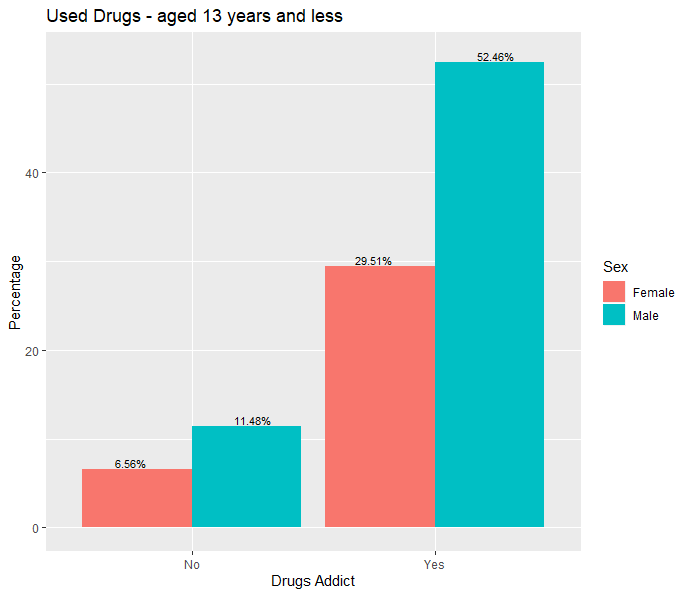 Used Drugs - aged 13 years and less
52.46%
29.51%
11.48%
6.56%
40
20
0
Percentage
No
Yes
Drugs Addict
Sex
Female
Male